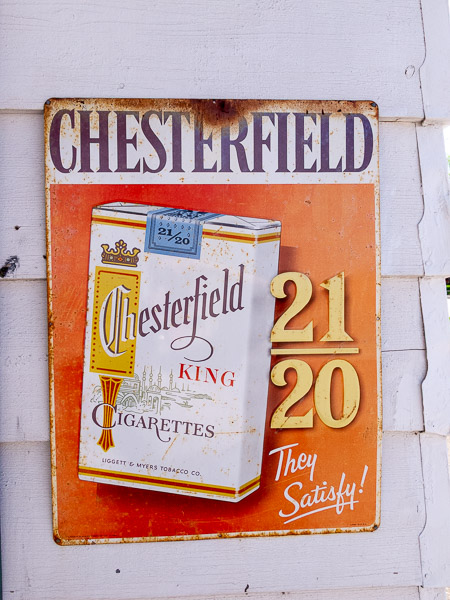 CHESTERFIELD
21/20
Chesterfield
KING
CIGARETTES
LIGGETT & MYERS TOBACCO CO.
21
20
They
Satisfy!